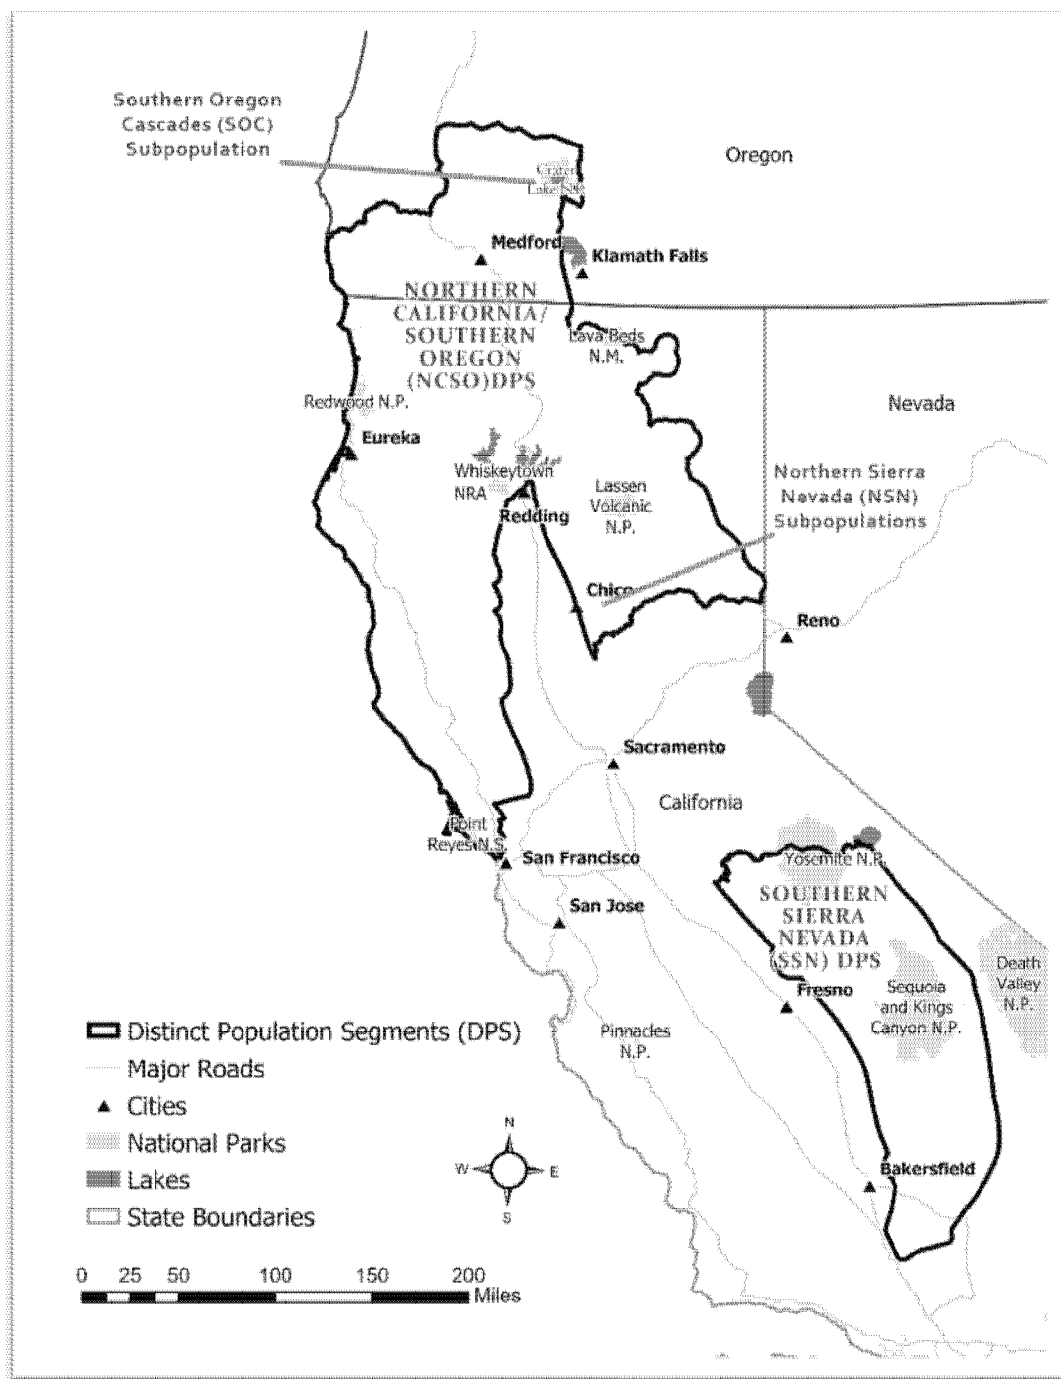 Southern Oregon
Cascades (SOC)
Subpopulation
Oregon
Crater
Lake N.P.
Medford
Klamath Falls
NORTHERN
CALIFORNIA/
SOUTHERN
OREGON
(NCSO)DPS
Lava Beds
N.M.
Redwood N.P.
Nevada
Eureka
Whiskeytown
NRA
Redding
Lassen
Volcanic
N.P.
Northern Sierra
Nevada (NSN)
Subpopulations
Chico
Reno
Sacramento
California
Point
Reyes N.S.
San Francisco
Yosemite N.P.
San Jose
SOUTHERN
SIERRA
NEVADA
(SSN) DPS
Fresno
Sequoia
and Kings
Canyon N.P.
Death
Valley
N.P.
Pinnacles
N.P.
Bakersfield
Distinct Population Segments (DPS)
Major Roads
Cities
National Parks
Lakes
State Boundaries
N
W E
S
0 25 50 100 150 200
Miles